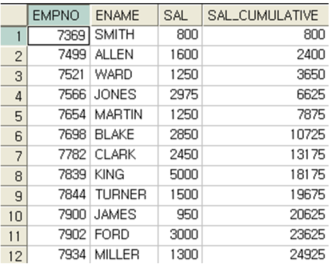 EMPNO ENAME SAL SAL_CUMULATIVE
1 7369 SMITH 800 800
2 7499 ALLEN 1600 2400
3 7521 WARD 1250 3650
4 7566 JONES 2975 6625
5 7654 MARTIN 1250 7875
6 7698 BLAKE 2850 10725
7 7782 CLARK 2450 13175
8 7839 KING 5000 18175
9 7844 TURNER 1500 19675
10 7900 JAMES 950 20625
11 7902 FORD 3000 23625
12 7934 MILLER 1300 24925